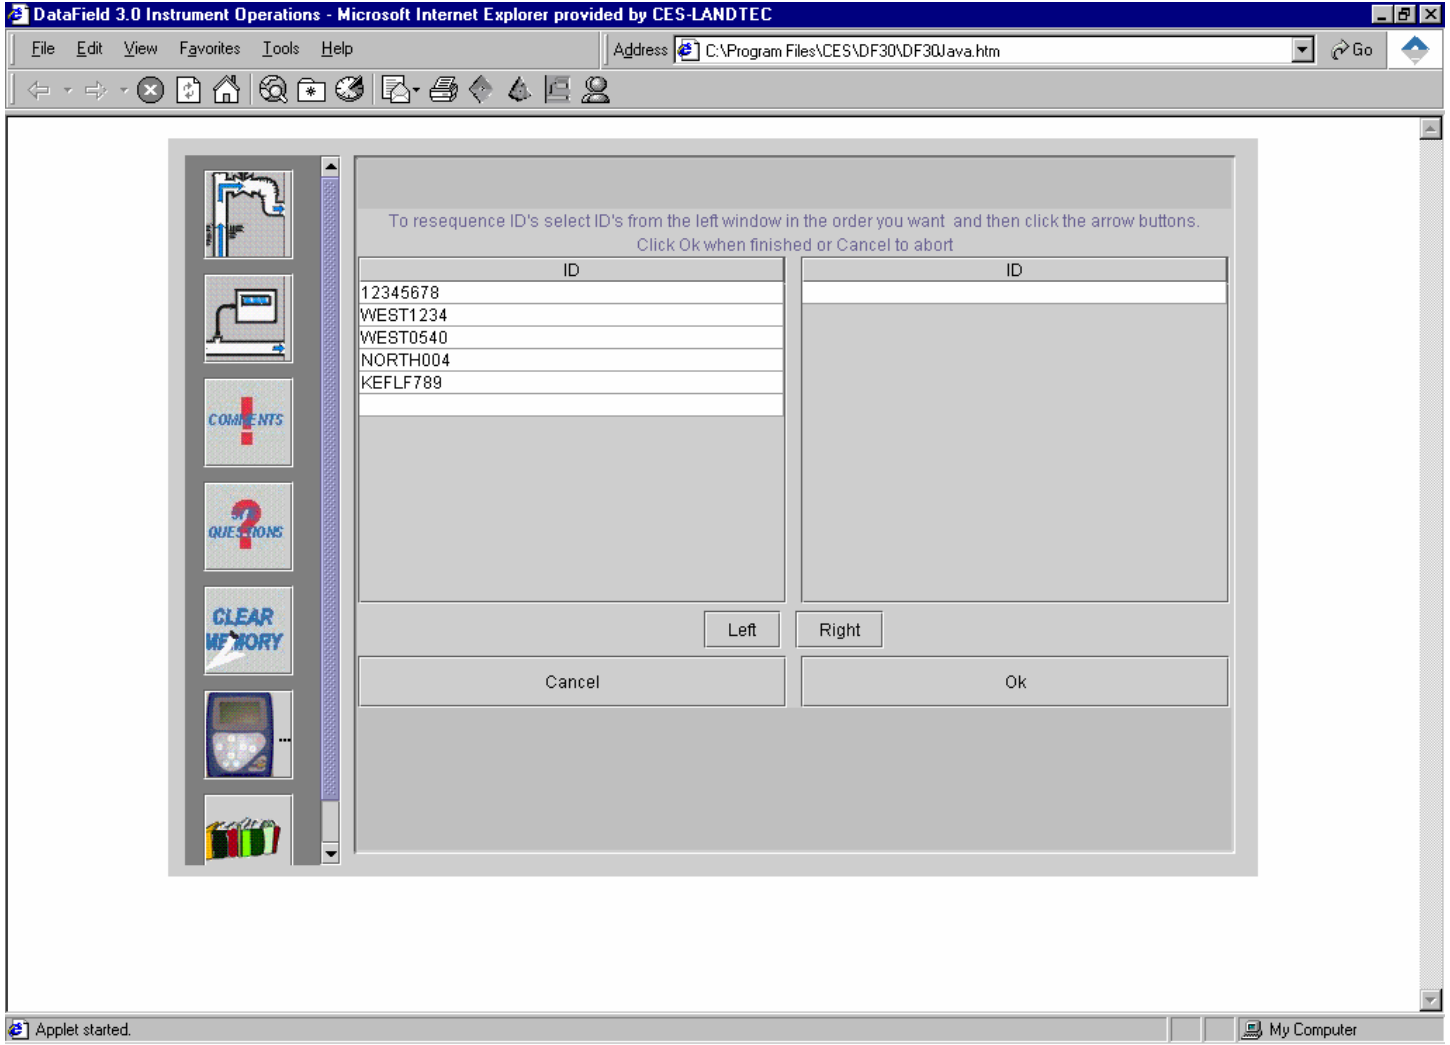 DataField 3.0 Instrument Operations - Microsoft Internet Explorer provided by CES-LANDTEC
File Edit View Favorites Tools Help
Address C:\Program Files\CES\DF30\DF30Java.htm Go
To resequence ID's select ID's from the left window in the order you want and then click the arrow buttons.
Click Ok when finished or Cancel to abort
ID ID
12345678
WEST1234
WEST0540
NORTH004
KEFLF789
COMMENTS
QUESTIONS
CLEAR
MEMORY
...
Left Right
Cancel Ok
Applet started. My Computer